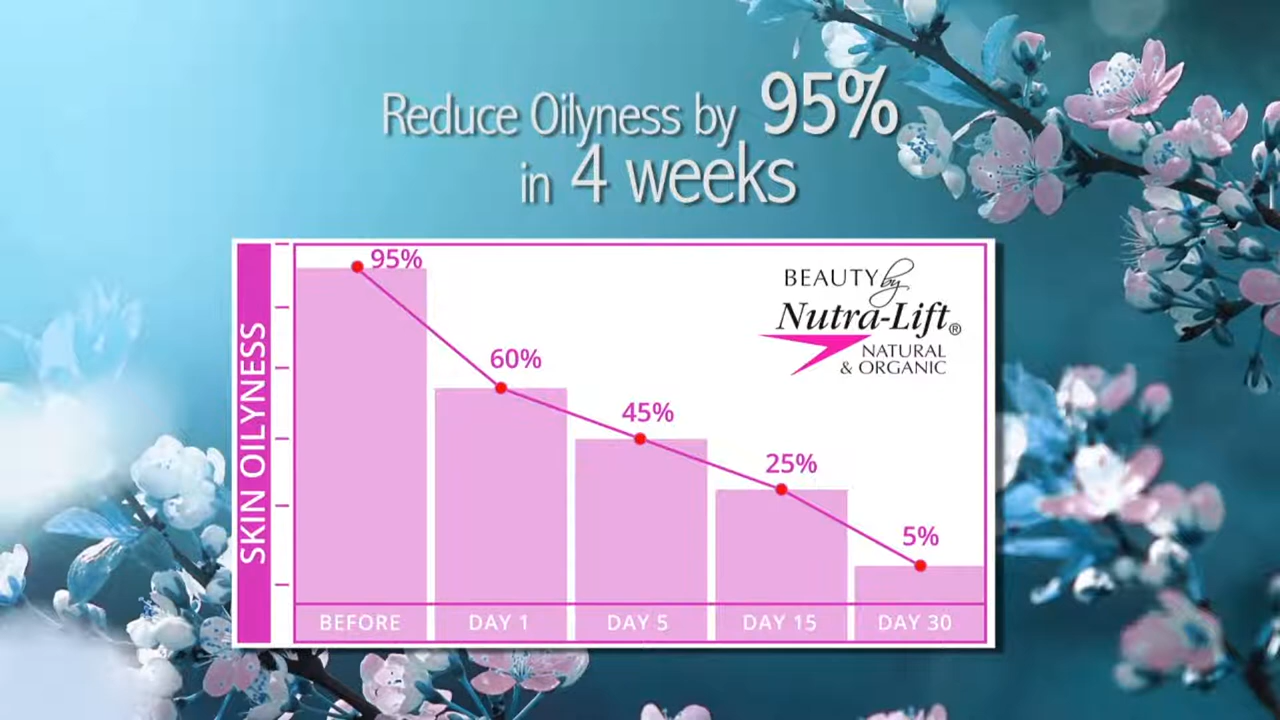 Reduce Oilyness by 95%
in 4 weeks
SKIN OILYNESS
95%
60%
45%
25%
5%
BEAUTY by
Nutra-Lift®
NATURAL
& ORGANIC
BEFORE DAY 1 DAY 5 DAY 15 DAY 30